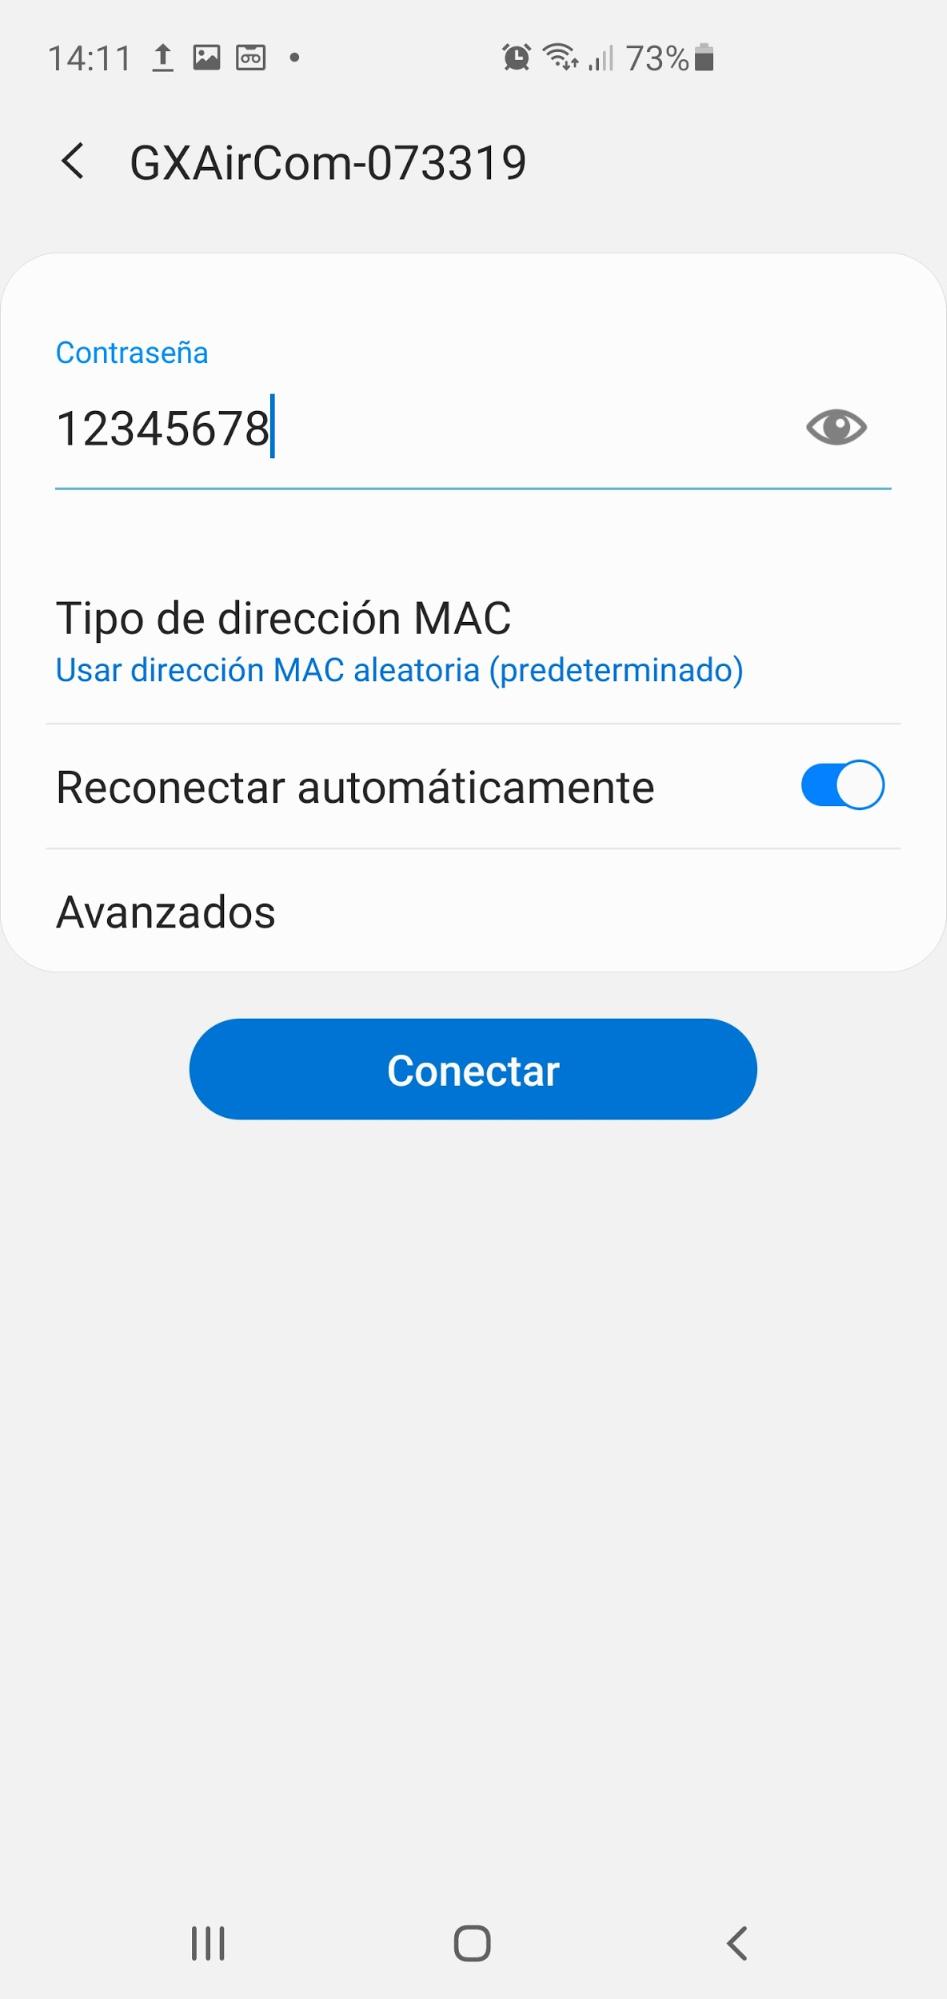 14:11 73%
GXAirCom-073319
Contraseña
12345678
Tipo de dirección MAC
Usar dirección MAC aleatoria (predeterminado)
Reconectar automáticamente
Avanzados
Conectar